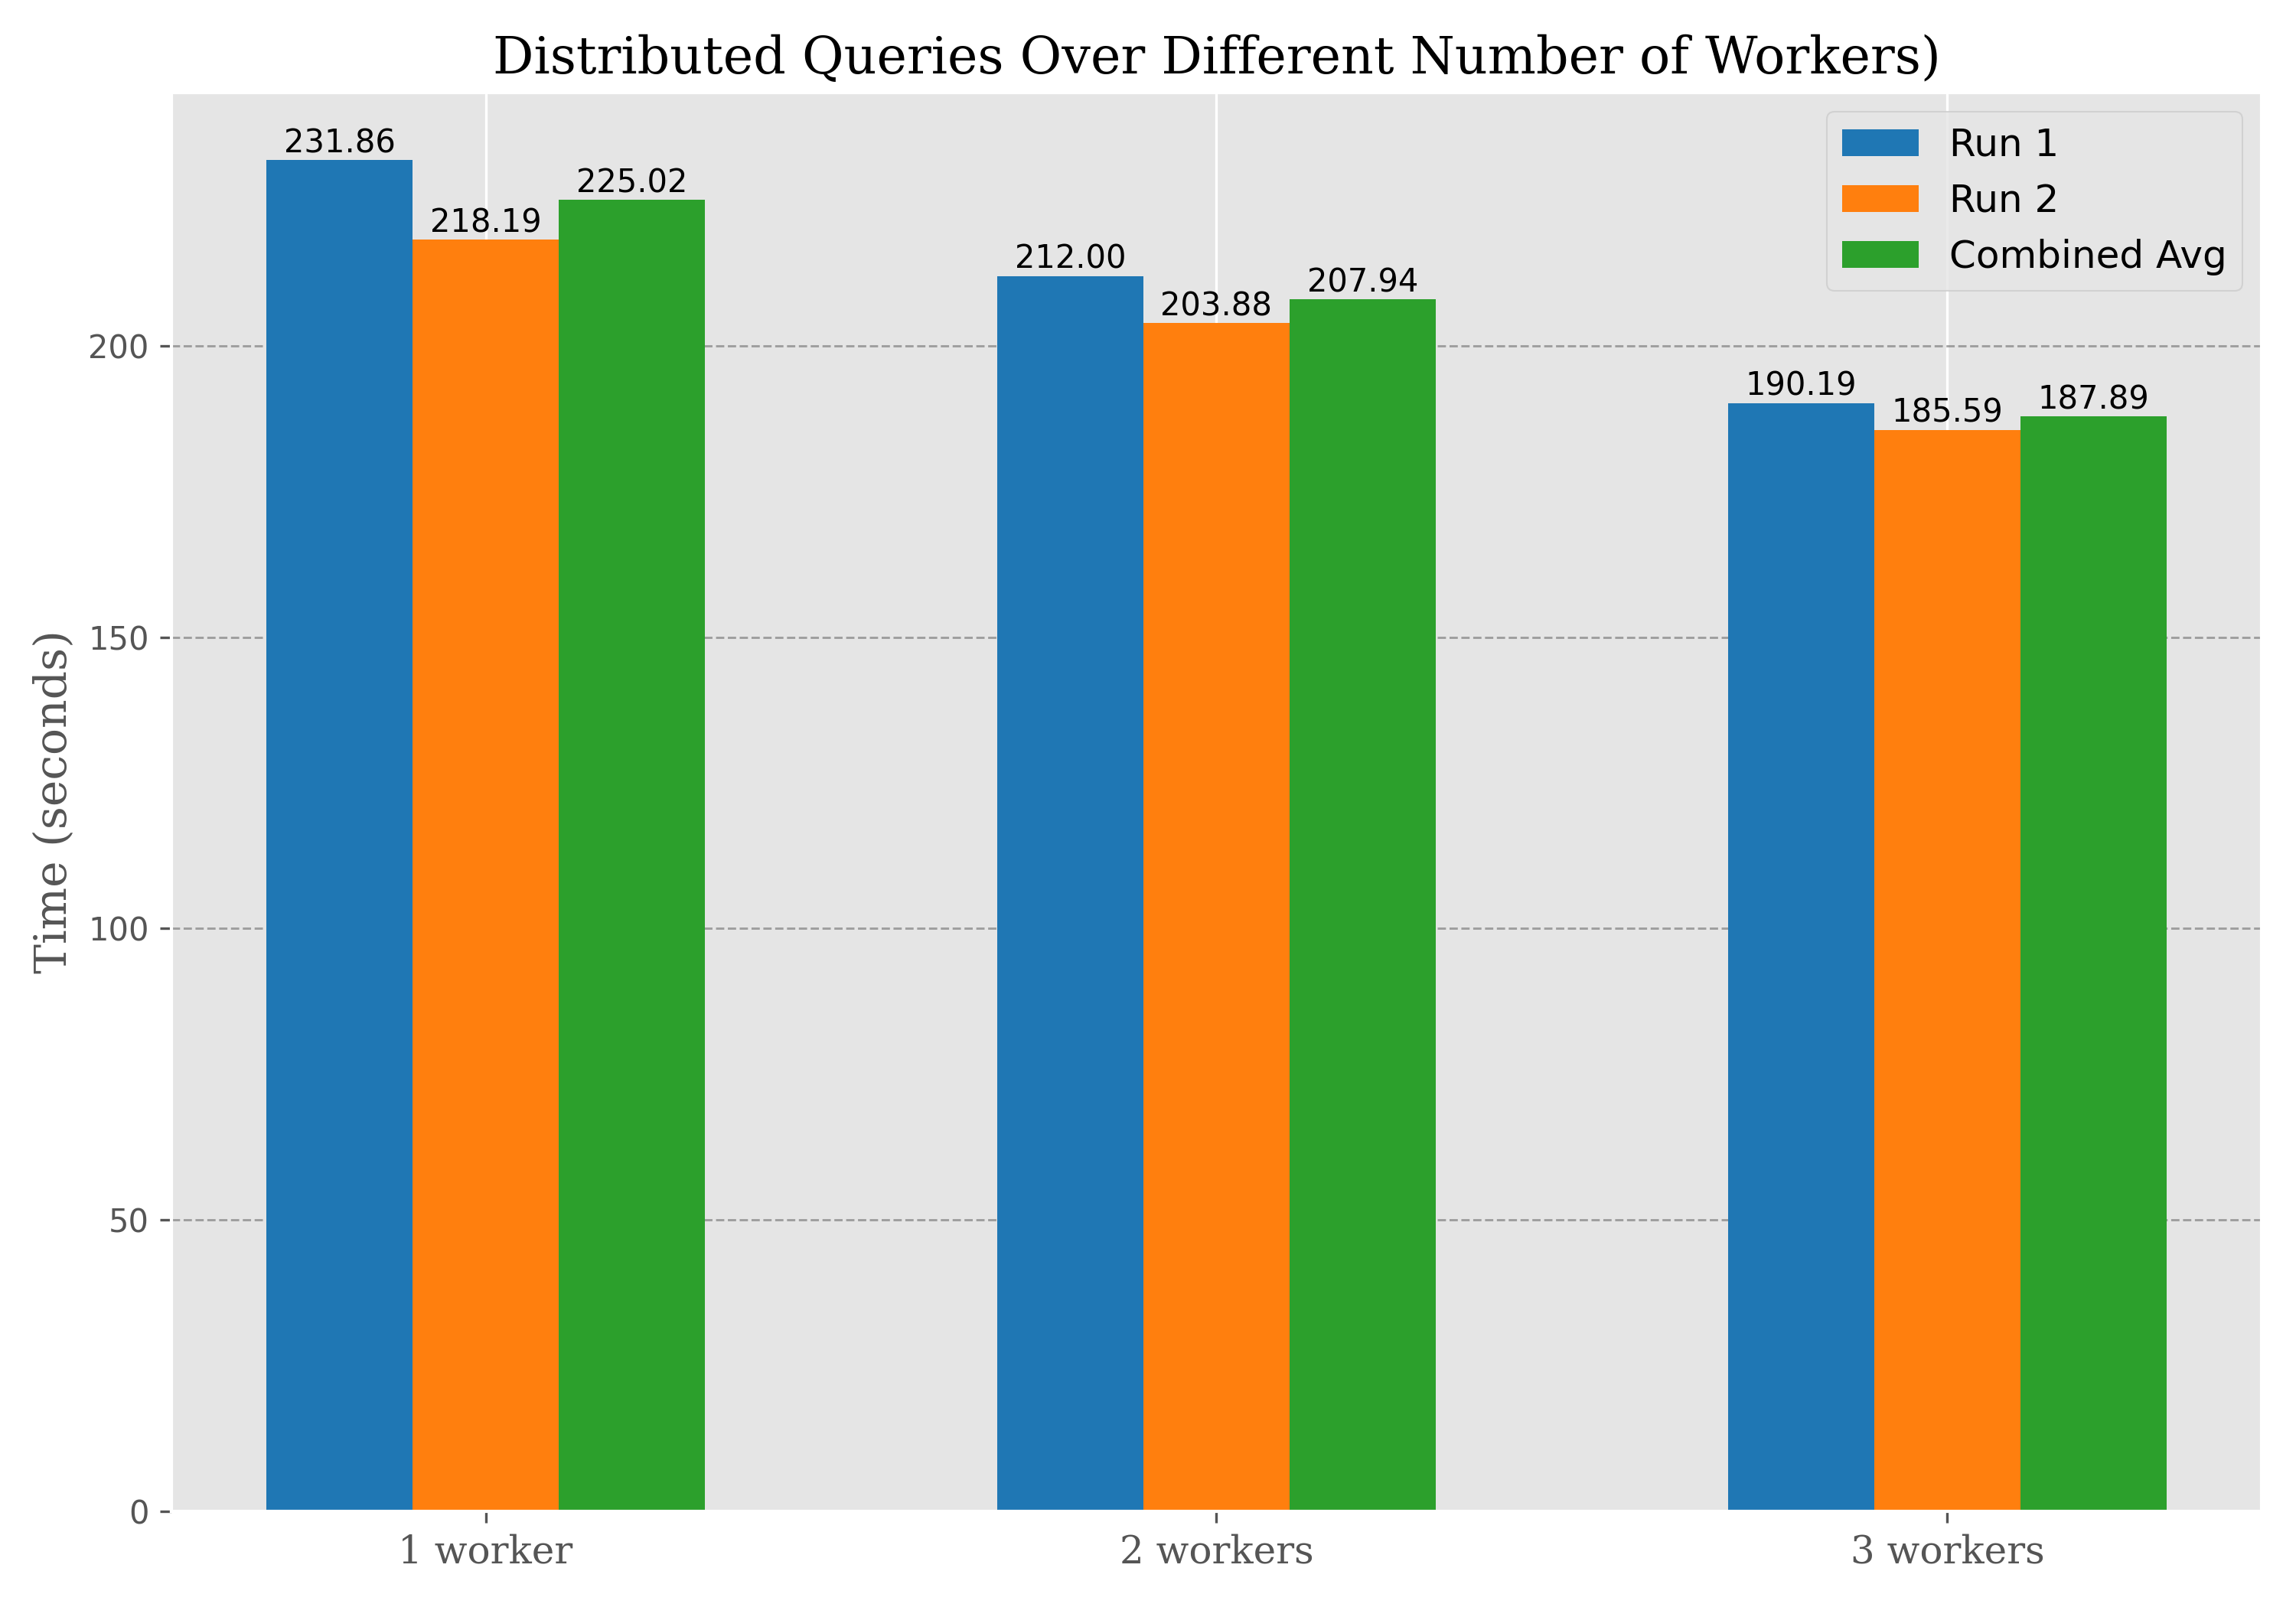 Distributed Queries Over Different Number of Workers)
Run 1
Run 2
Combined Avg
231.86
218.19
225.02
212.00
203.88
207.94
190.19
185.59
187.89
Time (seconds)
200
150
100
50
0
1 worker
2 workers
3 workers